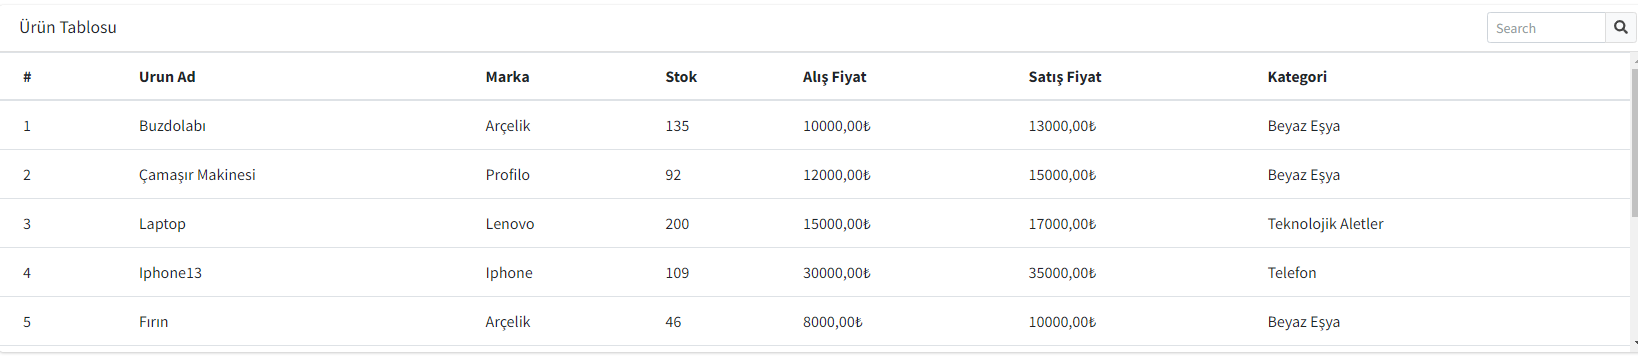 Ürün Tablosu Search
# Urun Ad Marka Stok Alış Fiyat Satış Fiyat Kategori
1 Buzdolabı Arçelik 135 10000,00₺ 13000,00₺ Beyaz Eşya
2 Çamaşır Makinesi Profilo 92 12000,00₺ 15000,00₺ Beyaz Eşya
3 Laptop Lenovo 200 15000,00₺ 17000,00₺ Teknolojik Aletler
4 Iphone13 Iphone 109 30000,00₺ 35000,00₺ Telefon
5 Fırın Arçelik 46 8000,00₺ 10000,00₺ Beyaz Eşya